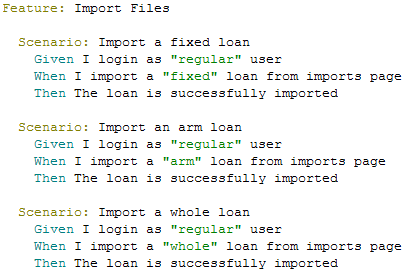 Feature: Import Files
Scenario: Import a fixed loan
Given I login as "regular" user
When I import a "fixed" loan from imports page
Then The loan is successfully imported
Scenario: Import an arm loan
Given I login as "regular" user
When I import a "arm" loan from imports page
Then The loan is successfully imported
Scenario: Import a whole loan
Given I login as "regular" user
When I import a "whole" loan from imports page
Then The loan is successfully imported